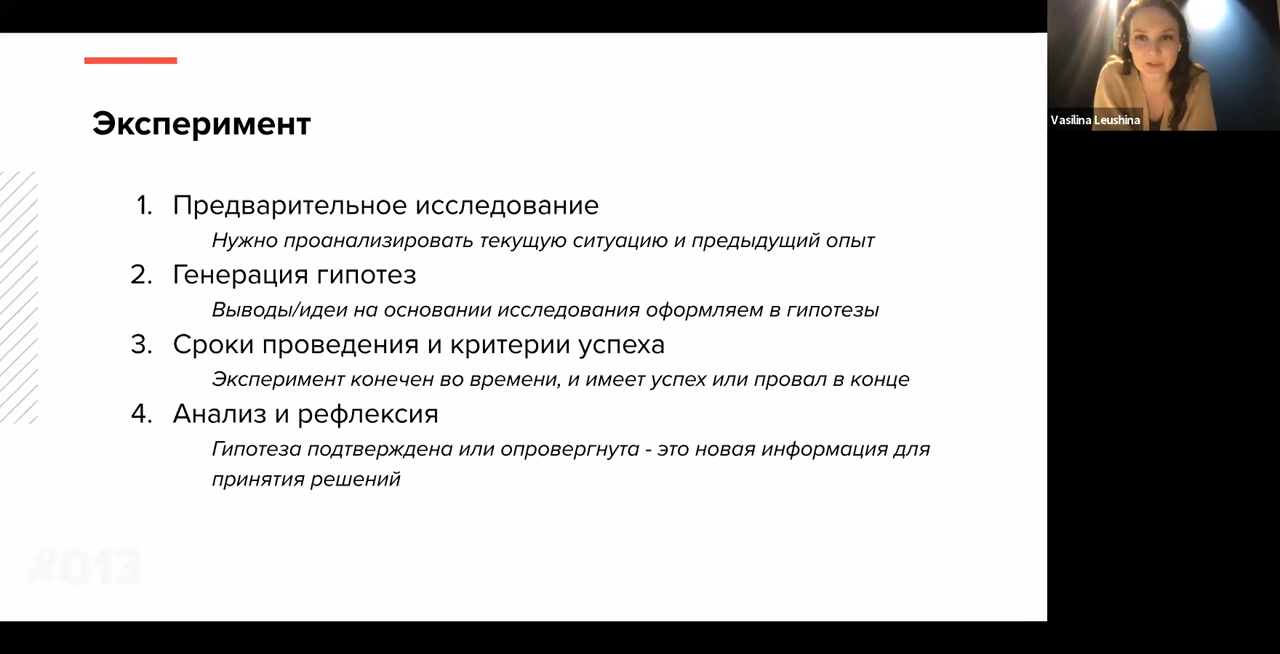 Эксперимент
1. Предварительное исследование
Нужно проанализировать текущую ситуацию и предыдущий опыт
2. Генерация гипотез
Выводы/идеи на основании исследования оформляем в гипотезы
3. Сроки проведения и критерии успеха
Эксперимент конечен во времени, и имеет успех или провал в конце
4. Анализ и рефлексия
Гипотеза подтверждена или опровергнута - это новая информация для
принятия решений
#013
Vasilina Leushina